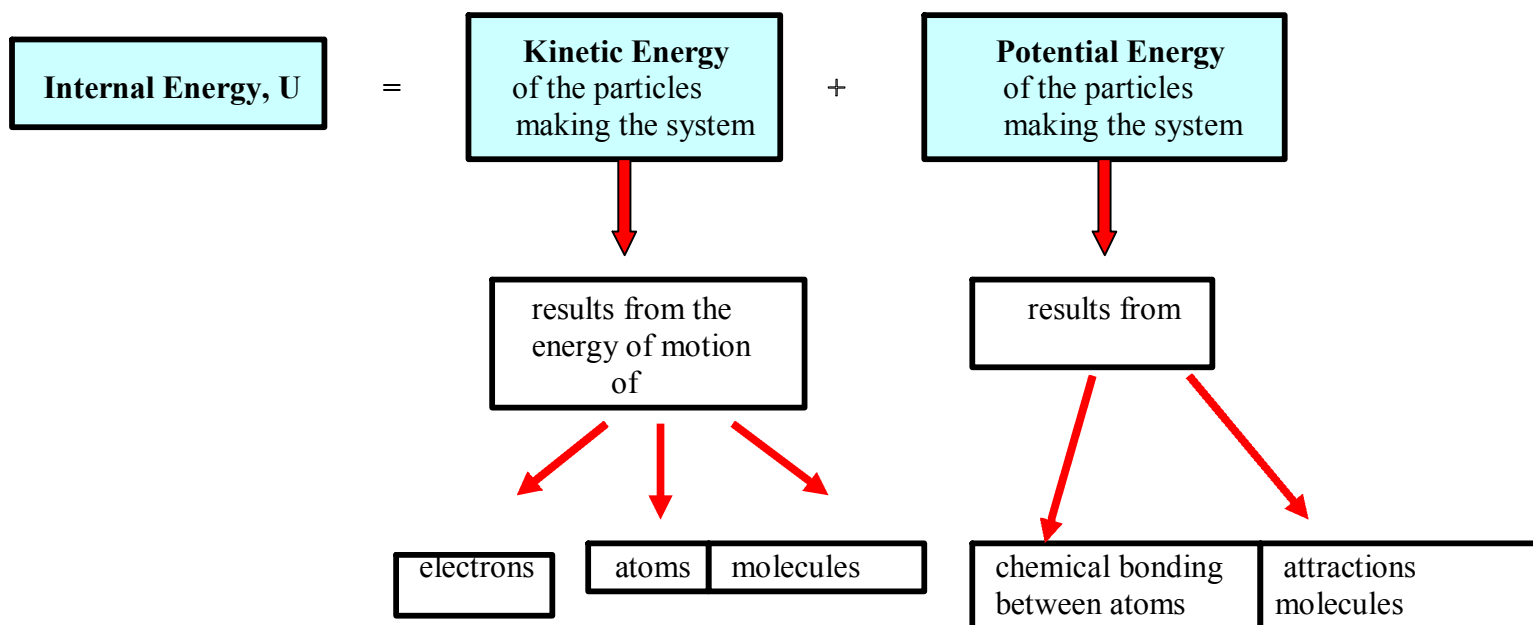 Internal Energy, U
=
Kinetic Energy
of the particles
making the system
+
Potential Energy
of the particles
making the system
results from the
energy of motion
of
results from
electrons
atoms
molecules
chemical bonding
between atoms
attractions
molecules